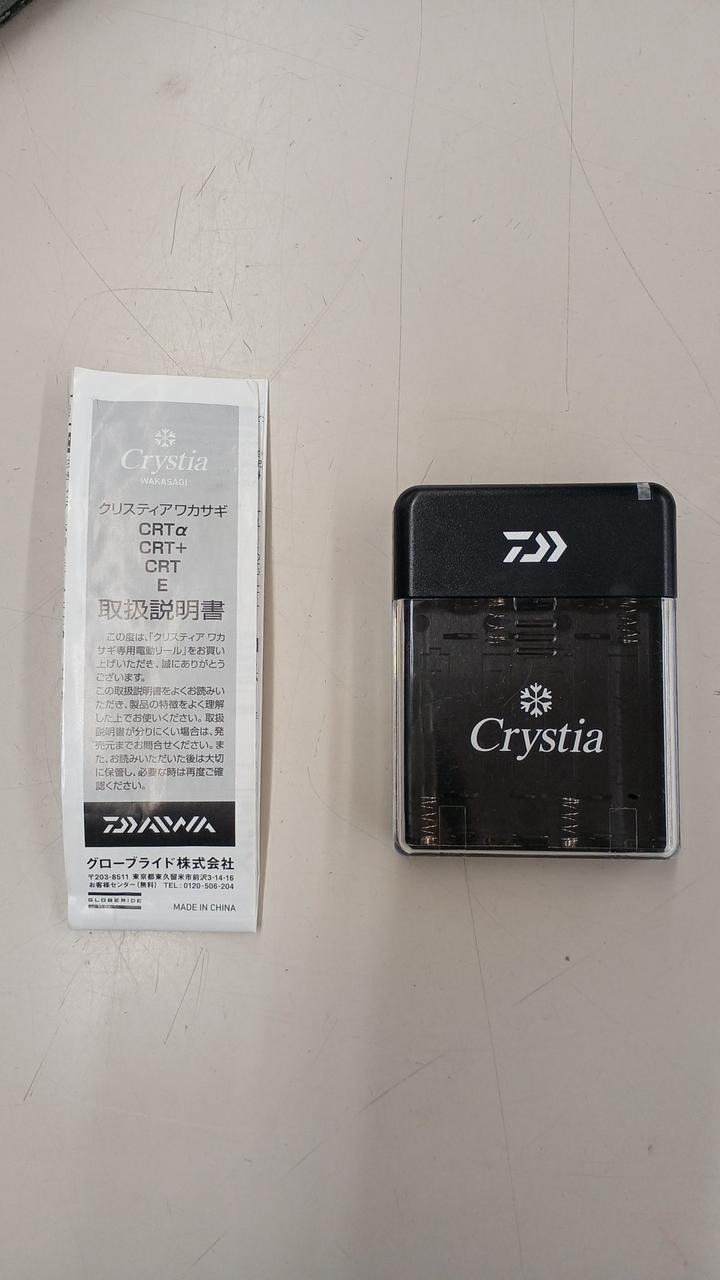 Crystia
WAKASAGI
クリスティア ワカサギ
CRTα
CRT+
CRT
E
取扱説明書
この度は、「クリスティア ワカ
サギ専用電動リール」をお買い
上げいただき、誠にありがとう
ございます。
この取扱説明書をよくお読みい
ただき、製品の特徴をよく理解
した上でお使いください。取扱
説明書が分りにくい場合は、発
売元までお問合せください。ま
た、お読みいただいた後は大切
に保管し、必要な時は再度ご確
認ください。
DAIWA
グローブライド株式会社
〒203-8511 東京都東久留米市前沢3-14-16
お客様センター(無料) TEL:0120-506-204
GLOBERIDE
MADE IN CHINA
Crystia